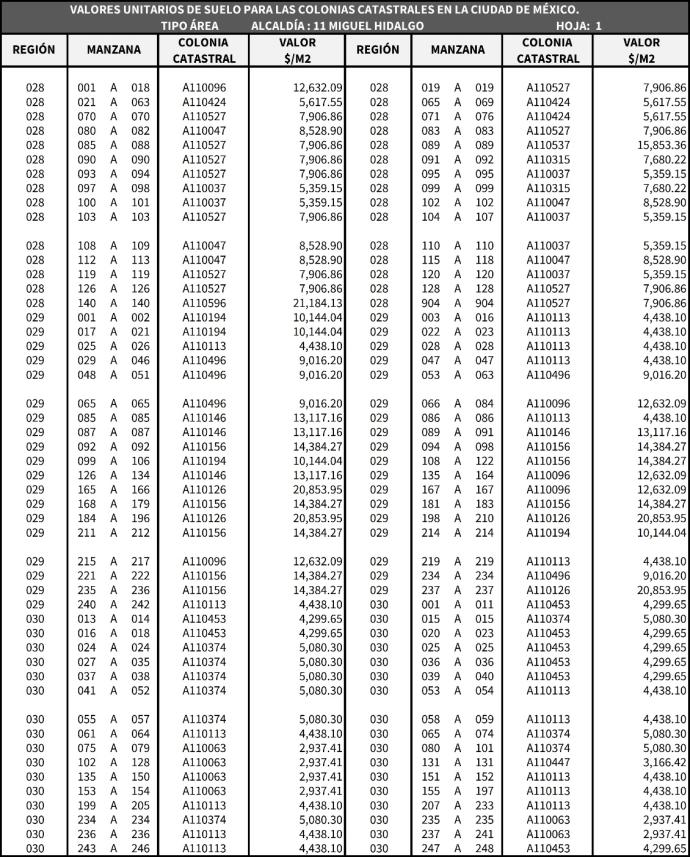 VALORES UNITARIOS DE SUELO PARA LAS COLONIAS CATASTRALES EN LA CIUDAD DE MÉXICO.
TIPO ÁREA ALCALDÍA : 11 MIGUEL HIDALGO HOJA: 1
REGIÓN MANZANA COLONIA CATASTRAL VALOR $/M2 REGIÓN MANZANA COLONIA CATASTRAL VALOR $/M2
028 001 A 018 A110096 12,632.09 028 019 A 019 A110527 7,906.86
028 021 A 063 A110424 5,617.55 028 065 A 069 A110424 5,617.55
028 070 A 070 A110527 7,906.86 028 071 A 076 A110424 5,617.55
028 080 A 082 A110047 8,528.90 028 083 A 083 A110527 7,906.86
028 085 A 088 A110527 7,906.86 028 089 A 089 A110537 15,853.36
028 090 A 090 A110527 7,906.86 028 091 A 092 A110315 7,680.22
028 093 A 094 A110527 7,906.86 028 095 A 095 A110037 5,359.15
028 097 A 098 A110037 5,359.15 028 099 A 099 A110315 7,680.22
028 100 A 101 A110037 5,359.15 028 102 A 102 A110047 8,528.90
028 103 A 103 A110527 7,906.86 028 104 A 107 A110037 5,359.15
028 108 A 109 A110047 8,528.90 028 110 A 110 A110037 5,359.15
028 112 A 113 A110047 8,528.90 028 115 A 118 A110047 8,528.90
028 119 A 119 A110527 7,906.86 028 120 A 120 A110037 5,359.15
028 126 A 126 A110527 7,906.86 028 128 A 128 A110527 7,906.86
028 140 A 140 A110596 21,184.13 028 904 A 904 A110527 7,906.86
029 001 A 002 A110194 10,144.04 029 003 A 016 A110113 4,438.10
029 017 A 021 A110194 10,144.04 029 022 A 023 A110113 4,438.10
029 025 A 026 A110113 4,438.10 029 028 A 028 A110113 4,438.10
029 029 A 046 A110496 9,016.20 029 047 A 047 A110113 4,438.10
029 048 A 051 A110496 9,016.20 029 053 A 063 A110496 9,016.20
029 065 A 065 A110496 9,016.20 029 066 A 084 A110096 12,632.09
029 085 A 085 A110146 13,117.16 029 086 A 086 A110113 4,438.10
029 087 A 087 A110146 13,117.16 029 089 A 091 A110146 13,117.16
029 092 A 092 A110156 14,384.27 029 094 A 098 A110156 14,384.27
029 099 A 106 A110194 10,144.04 029 108 A 122 A110156 14,384.27
029 126 A 134 A110146 13,117.16 029 135 A 164 A110096 12,632.09
029 165 A 166 A110126 20,853.95 029 167 A 167 A110096 12,632.09
029 168 A 179 A110156 14,384.27 029 181 A 183 A110156 14,384.27
029 184 A 196 A110126 20,853.95 029 198 A 210 A110126 20,853.95
029 211 A 212 A110156 14,384.27 029 214 A 214 A110194 10,144.04
029 215 A 217 A110096 12,632.09 029 219 A 219 A110113 4,438.10
029 221 A 222 A110156 14,384.27 029 234 A 234 A110496 9,016.20
029 235 A 236 A110156 14,384.27 029 237 A 237 A110126 20,853.95
029 240 A 242 A110113 4,438.10 030 001 A 011 A110453 4,299.65
030 013 A 014 A110453 4,299.65 030 015 A 015 A110374 5,080.30
030 016 A 018 A110453 4,299.65 030 020 A 023 A110453 4,299.65
030 024 A 024 A110374 5,080.30 030 025 A 025 A110453 4,299.65
030 027 A 035 A110374 5,080.30 030 036 A 036 A110453 4,299.65
030 037 A 038 A110374 5,080.30 030 039 A 040 A110453 4,299.65
030 041 A 052 A110374 5,080.30 030 053 A 054 A110113 4,438.10
030 055 A 057 A110374 5,080.30 030 058 A 059 A110113 4,438.10
030 061 A 064 A110113 4,438.10 030 065 A 074 A110374 5,080.30
030 075 A 079 A110063 2,937.41 030 080 A 101 A110374 5,080.30
030 102 A 128 A110063 2,937.41 030 131 A 131 A110447 3,166.42
030 135 A 150 A110063 2,937.41 030 151 A 152 A110113 4,438.10
030 153 A 154 A110063 2,937.41 030 155 A 197 A110113 4,438.10
030 199 A 205 A110113 4,438.10 030 207 A 233 A110113 4,438.10
030 234 A 234 A110374 5,080.30 030 235 A 235 A110063 2,937.41
030 236 A 236 A110113 4,438.10 030 237 A 241 A110063 2,937.41
030 243 A 246 A110113 4,438.10 030 247 A 248 A110453 4,299.65